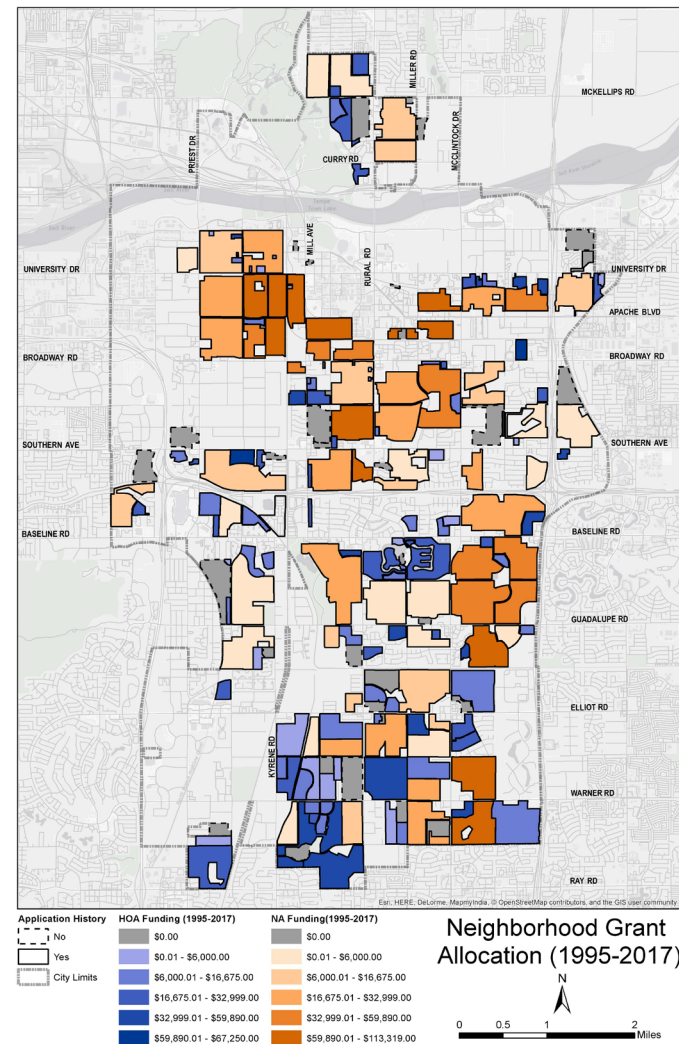 MILLER RD
MCKELLIPS RD
PRIEST DR
MCCLINTOCK DR
CURRY RD
MILL AVE
RURAL RD
UNIVERSITY DR
UNIVERSITY DR
APACHE BLVD
BROADWAY RD
BROADWAY RD
SOUTHERN AVE
SOUTHERN AVE
BASELINE RD
BASELINE RD
GUADALUPE RD
ELLIOT RD
KYRENE RD
WARNER RD
RAY RD
Esri, HERE, DeLorme, MapmyIndia, © OpenStreetMap contributors, and the GIS user community
Application History
No
Yes
City Limits
HOA Funding (1995-2017)
$0.00
$0.01 - $6,000.00
$6,000.01 - $16,675.00
$16,675.01 - $32,999.00
$32,999.01 - $59,890.00
$59,890.01 - $67,250.00
NA Funding(1995-2017)
$0.00
$0.01 - $6,000.00
$6,000.01 - $16,675.00
$16,675.01 - $32,999.00
$32,999.01 - $59,890.00
$59,890.01 - $113,319.00
Neighborhood Grant
Allocation (1995-2017)
N
0 0.5 1 2
Miles